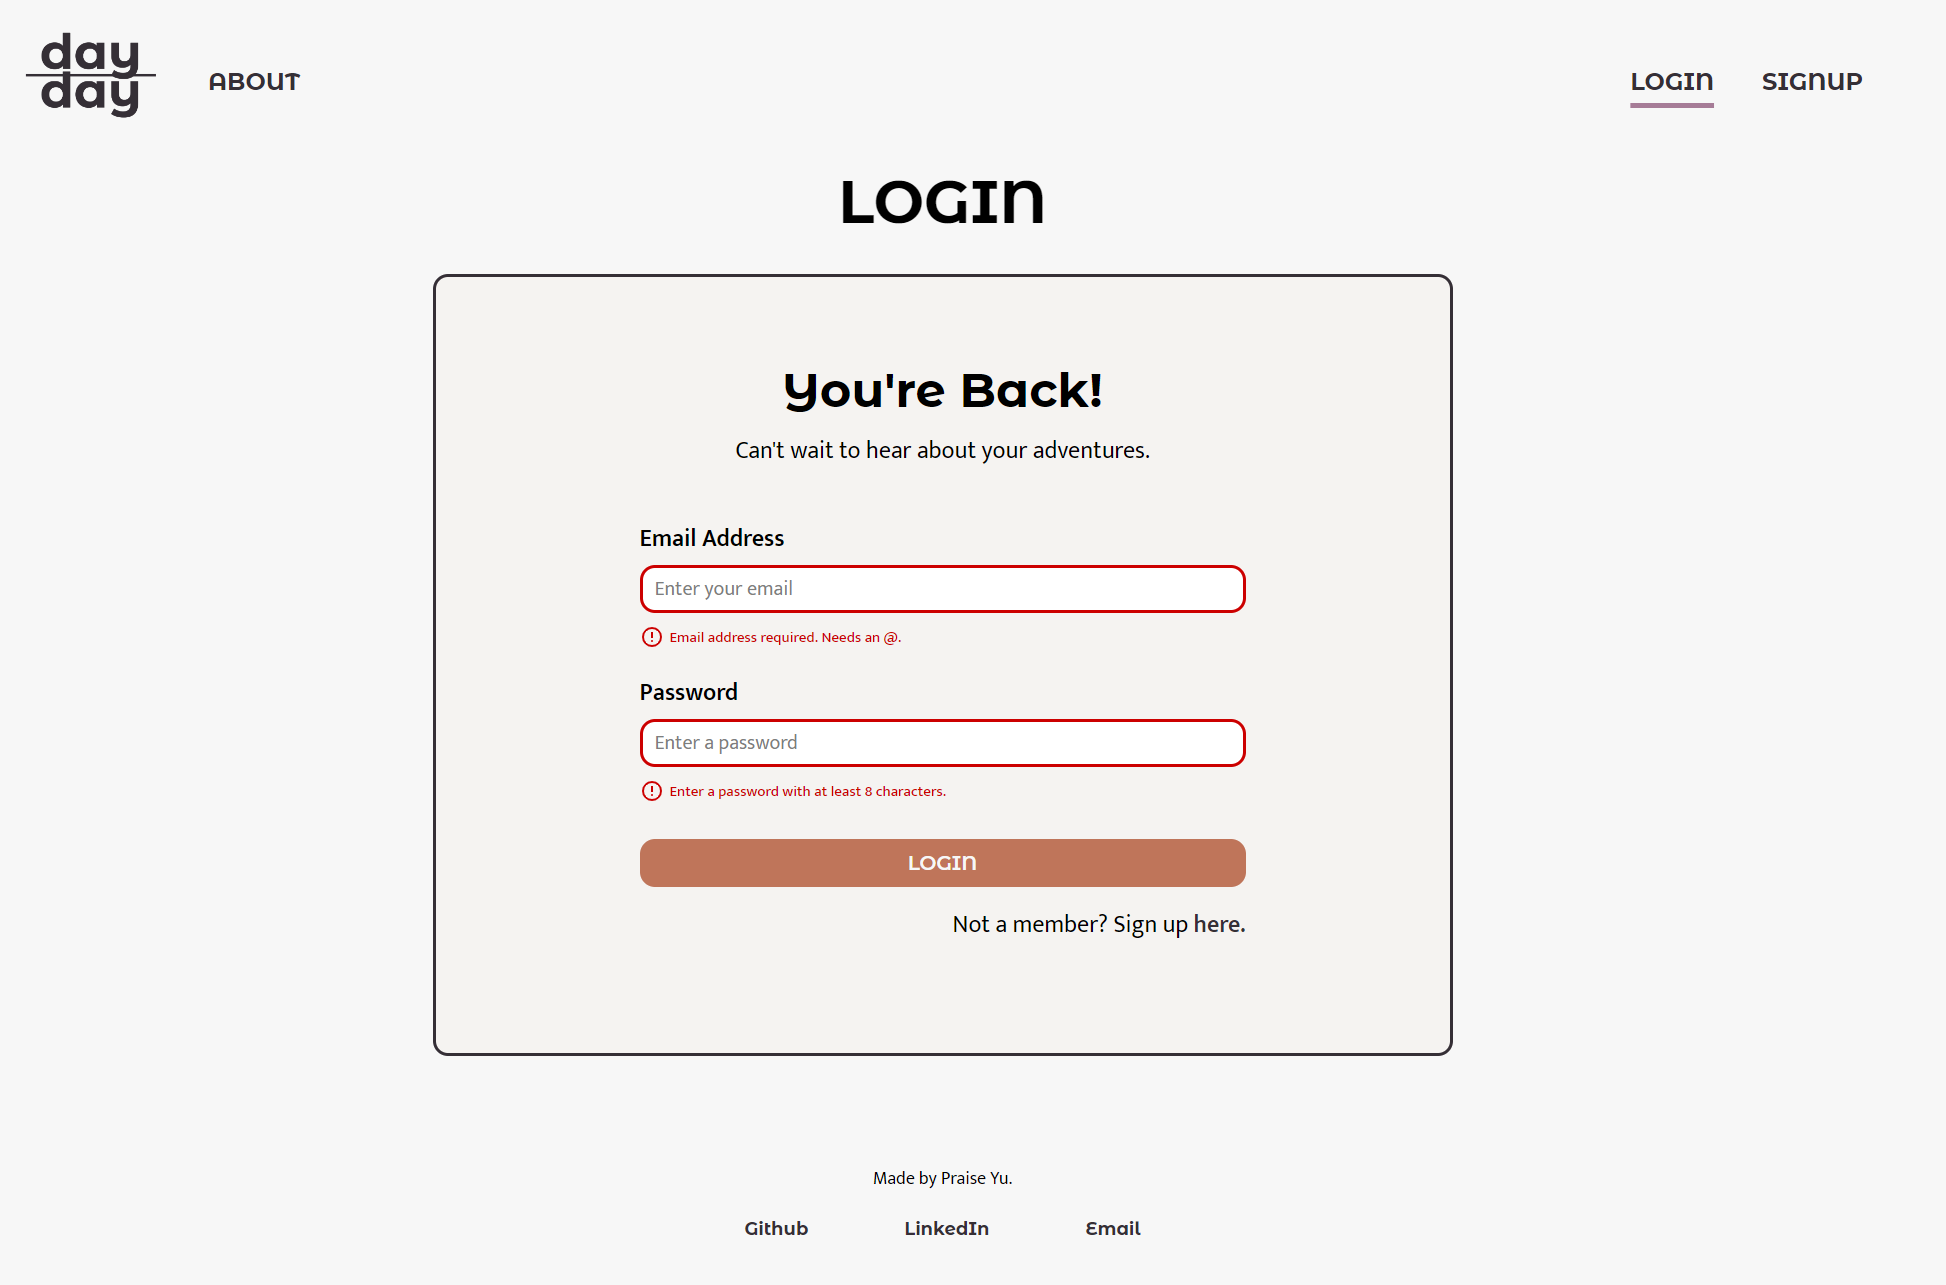 day
day
ABOUT
LOGIN
SIGNUP
LOGIN
You're Back!
Can't wait to hear about your adventures.
Email Address
Enter your email
Email address required. Needs an @.
Password
Enter a password
Enter a password with at least 8 characters.
LOGIN
Not a member? Sign up here.
Made by Praise Yu.
Github
LinkedIn
Email